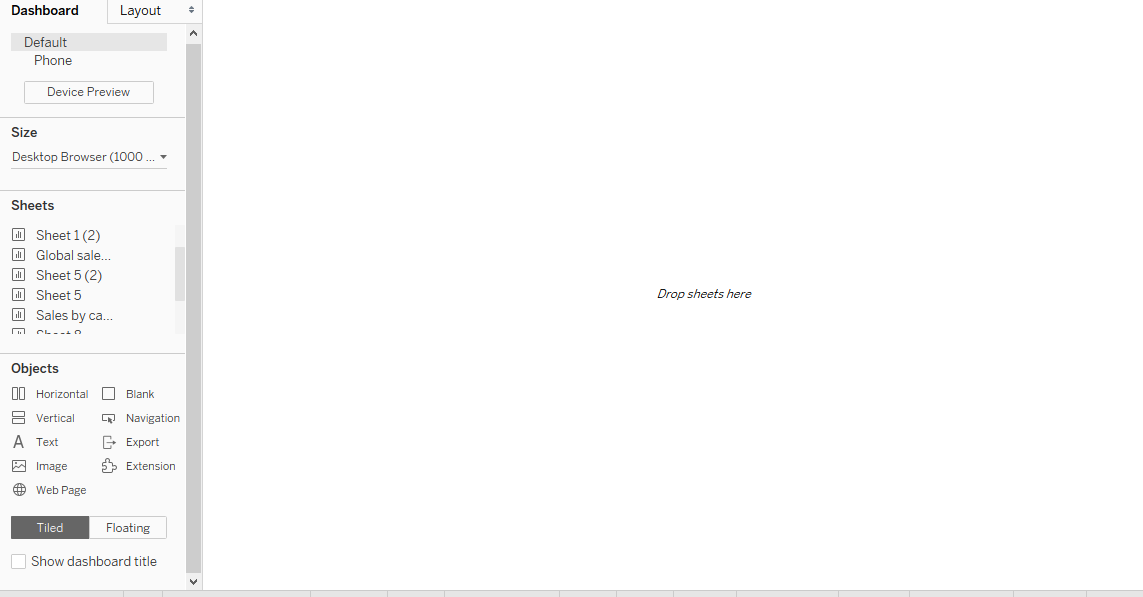 Dashboard Layout
Default
Phone
Device Preview
Size
Desktop Browser (1000 ...
Sheets
Sheet 1 (2)
Global sale...
Sheet 5 (2)
Sheet 5
Sales by ca...
Sheet 8
Drop sheets here
Objects
Horizontal Blank
Vertical Navigation
Text Export
Image Extension
Web Page
Tiled Floating
Show dashboard title